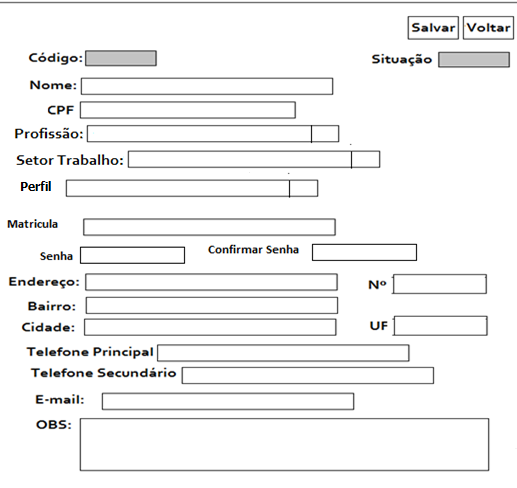 Salvar Voltar
Código: Situação
Nome:
CPF
Profissão:
Setor Trabalho:
Perfil
Matricula
Senha Confirmar Senha
Endereço: Nº
Bairro:
Cidade: UF
Telefone Principal
Telefone Secundário
E-mail:
OBS: